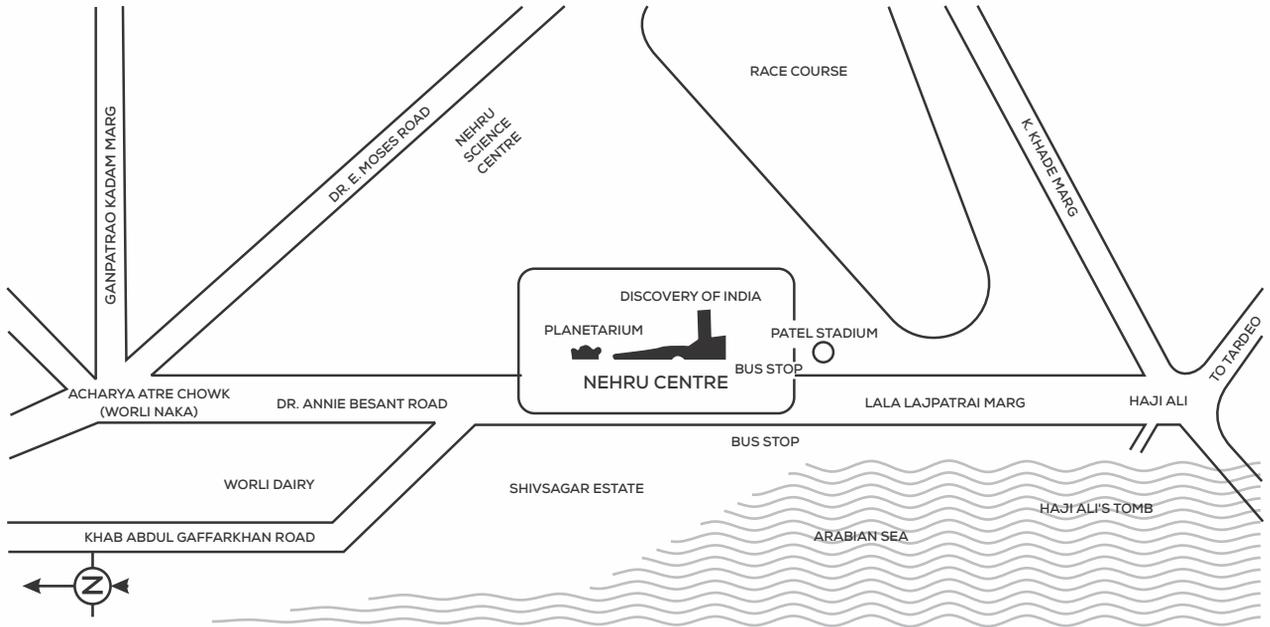 RACE COURSE
GANPATRAO KADAM MARG
DR. E. MOSES ROAD
NEHRU
SCIENCE
CENTRE
K. KHADE MARG
DISCOVERY OF INDIA
PLANETARIUM
PATEL STADIUM
TO TARDEO
BUS STOP
NEHRU CENTRE
ACHARYA ATRE CHOWK
(WORLI NAKA)
DR. ANNIE BESANT ROAD
LALA LAJPATRAI MARG
HAJI ALI
BUS STOP
WORLI DAIRY
SHIVSAGAR ESTATE
HAJI ALI'S TOMB
KHAB ABDUL GAFFARKHAN ROAD
ARABIAN SEA
N